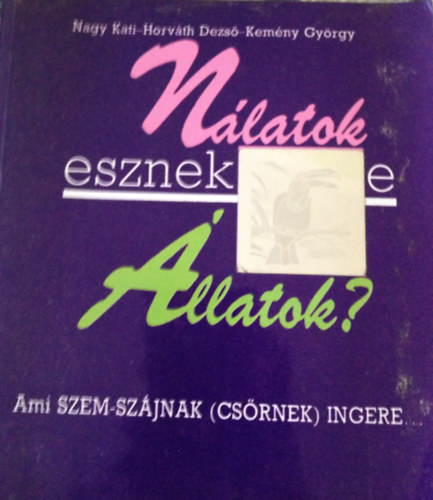 Nagy Kati-Horváth Dezső-Kemény György
Nálatok
esznek e
Állatok?
Ami SZEM-SZÁJNAK (CSŐRNEK) INGERE...